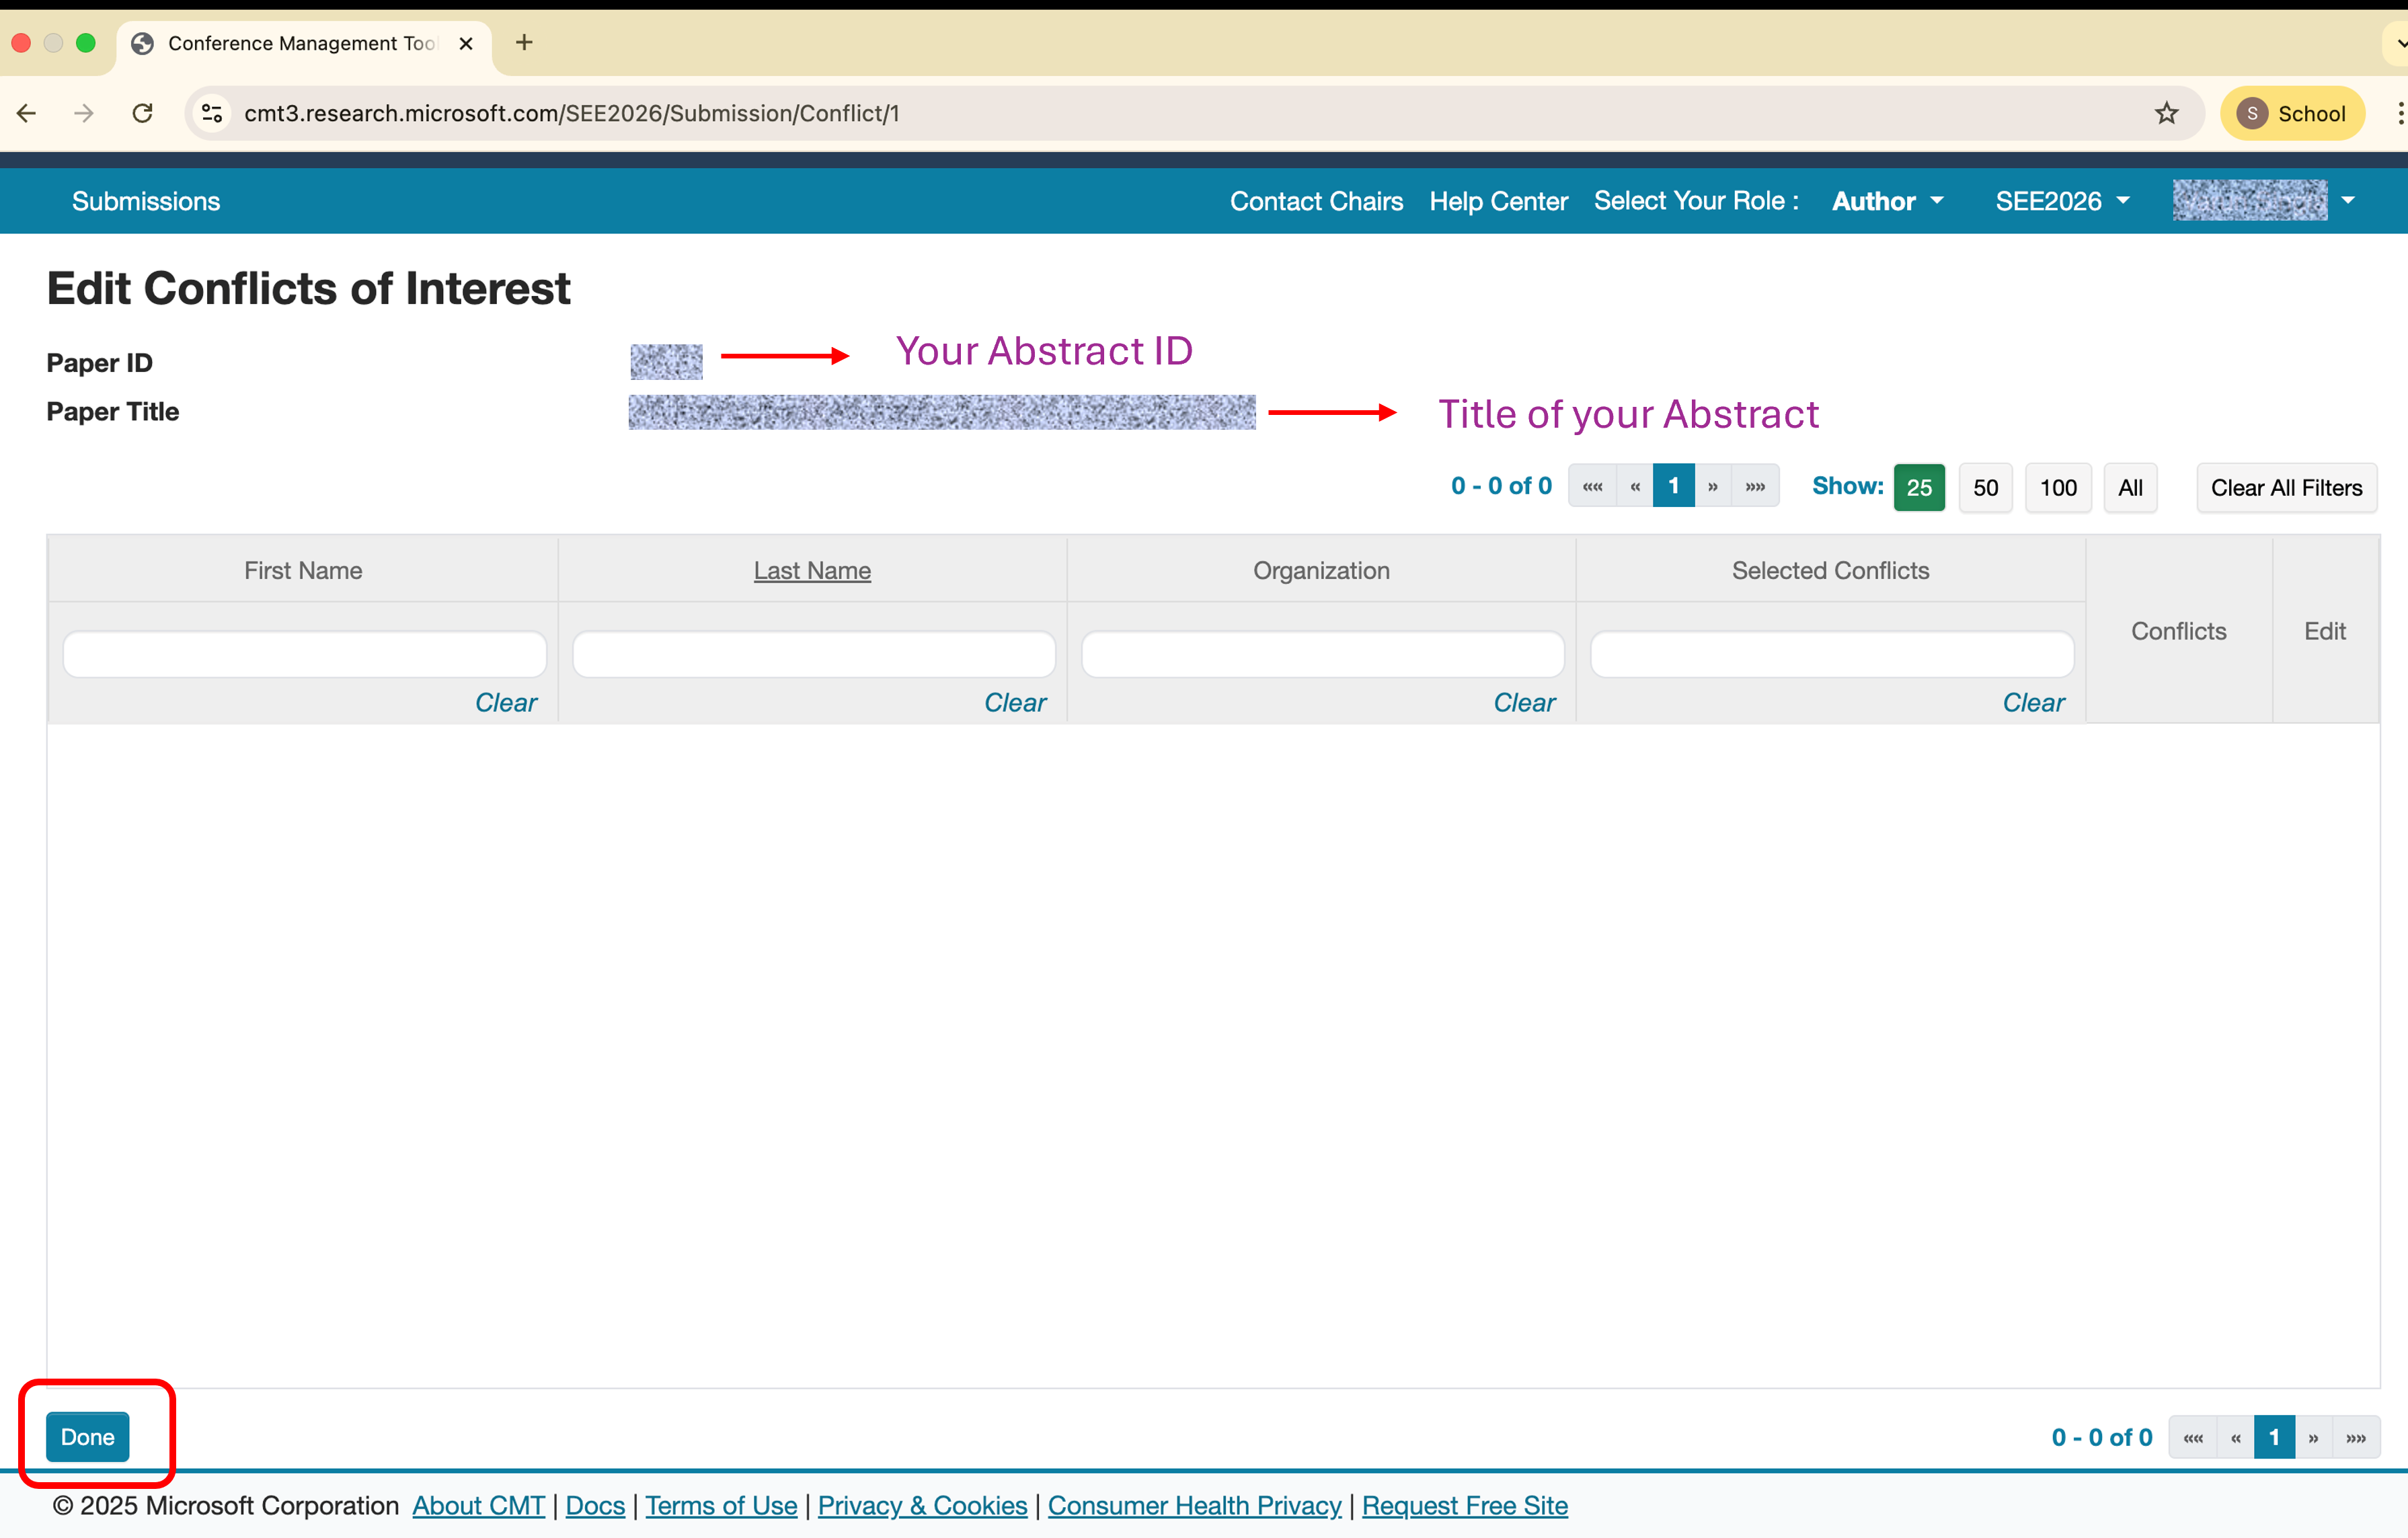 Conference Management Too
cmt3.research.microsoft.com/SEE2026/Submission/Conflict/1
S School
Submissions Contact Chairs Help Center Select Your Role : Author SEE2026
Edit Conflicts of Interest
Paper ID Your Abstract ID
Paper Title Title of your Abstract
0 - 0 of 0 «« « 1 » »» Show: 25 50 100 All Clear All Filters
First Name Last Name Organization Selected Conflicts Conflicts Edit
Clear Clear Clear Clear
Done 0 - 0 of 0 «« « 1 » »»
© 2025 Microsoft Corporation About CMT | Docs | Terms of Use | Privacy & Cookies | Consumer Health Privacy | Request Free Site